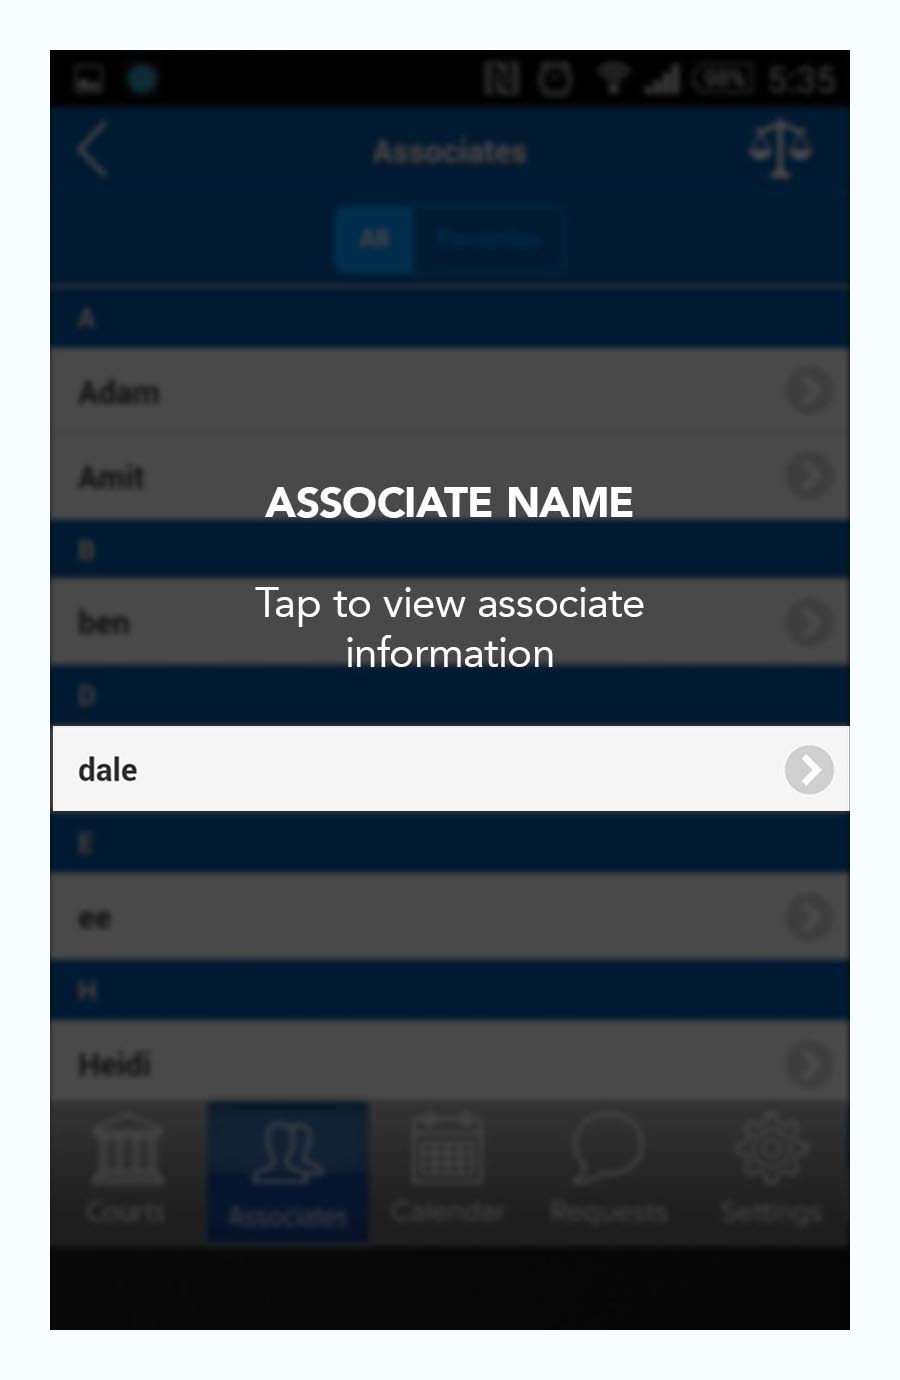 98% 5:35
Associates
All Favorites
A
Adam
Amit
ASSOCIATE NAME
B
Tap to view associate
ben
information
D
dale
E
ee
H
Heidi
Courts Associates Calendar Requests Settings